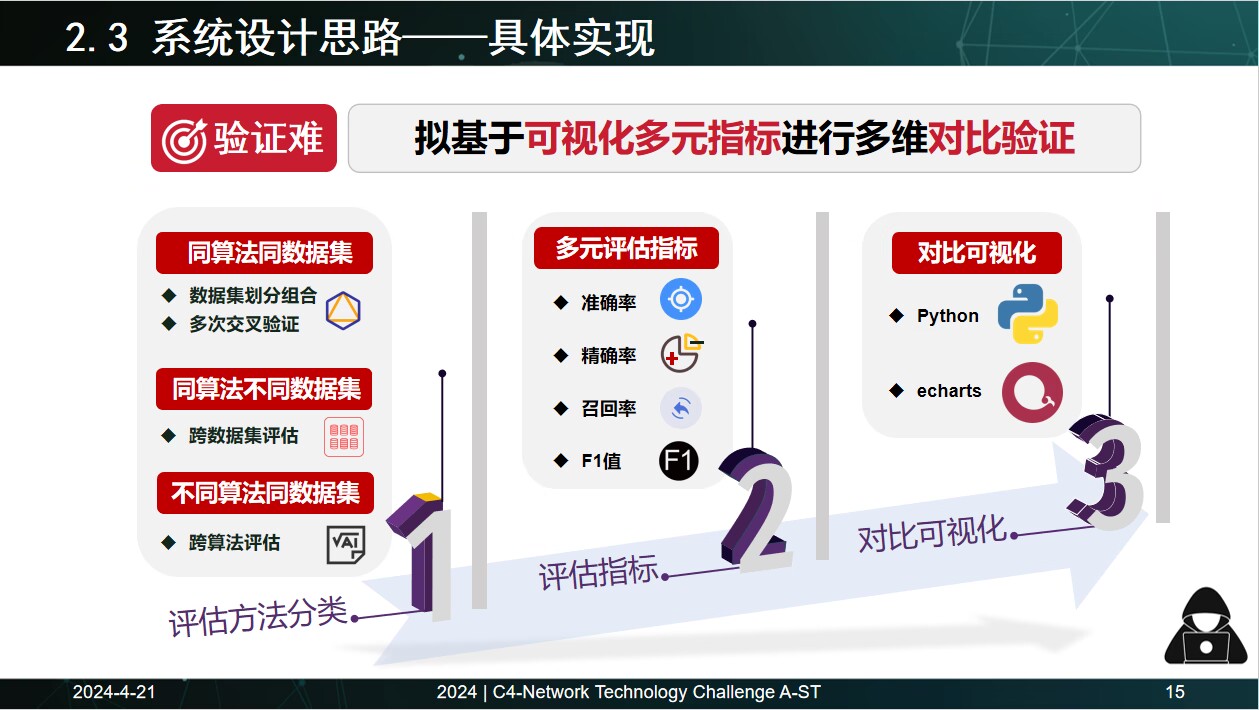 2.3 系统设计思路——具体实现
验证难
拟基于可视化多元指标进行多维对比验证
同算法同数据集
◆ 数据集划分组合
◆ 多次交叉验证
同算法不同数据集
◆ 跨数据集评估
不同算法同数据集
◆ 跨算法评估
VAI
1
评估方法分类
多元评估指标
◆ 准确率
◆ 精确率
◆ 召回率
◆ F1值
F1
2
评估指标
对比可视化
◆ Python
◆ echarts
3
对比可视化
2024-4-21
2024 | C4-Network Technology Challenge A-ST
15